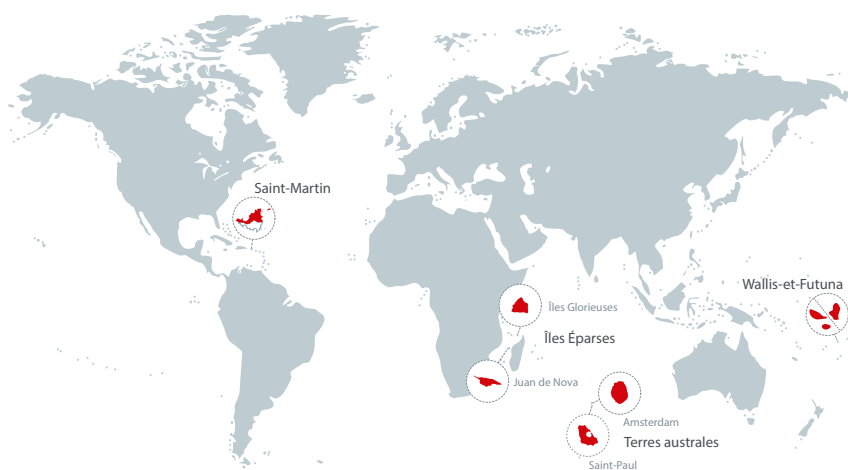 Saint-Martin
Wallis-et-Futuna
Îles Glorieuses
Îles Éparses
Juan de Nova
Amsterdam
Terres australes
Saint-Paul